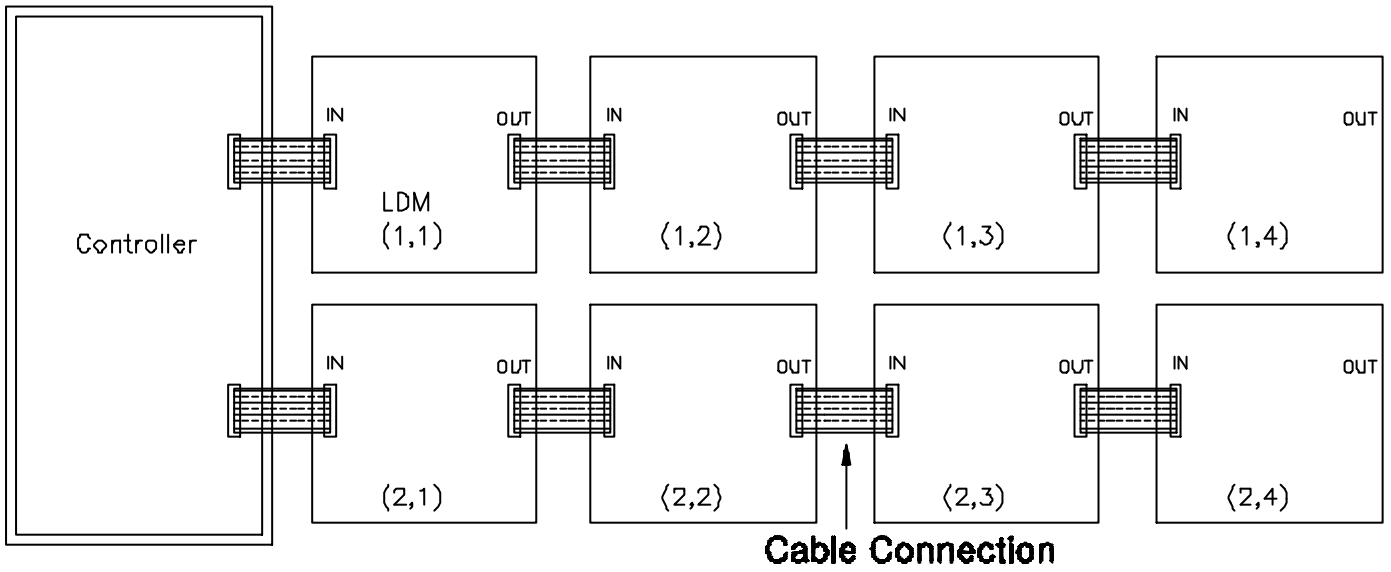 IN OUT IN OUT IN OUT IN OUT
LDM
(1,1) (1,2) (1,3) (1,4)
Controller
IN OUT IN OUT IN OUT IN OUT
(2,1) (2,2) (2,3) (2,4)
Cable Connection